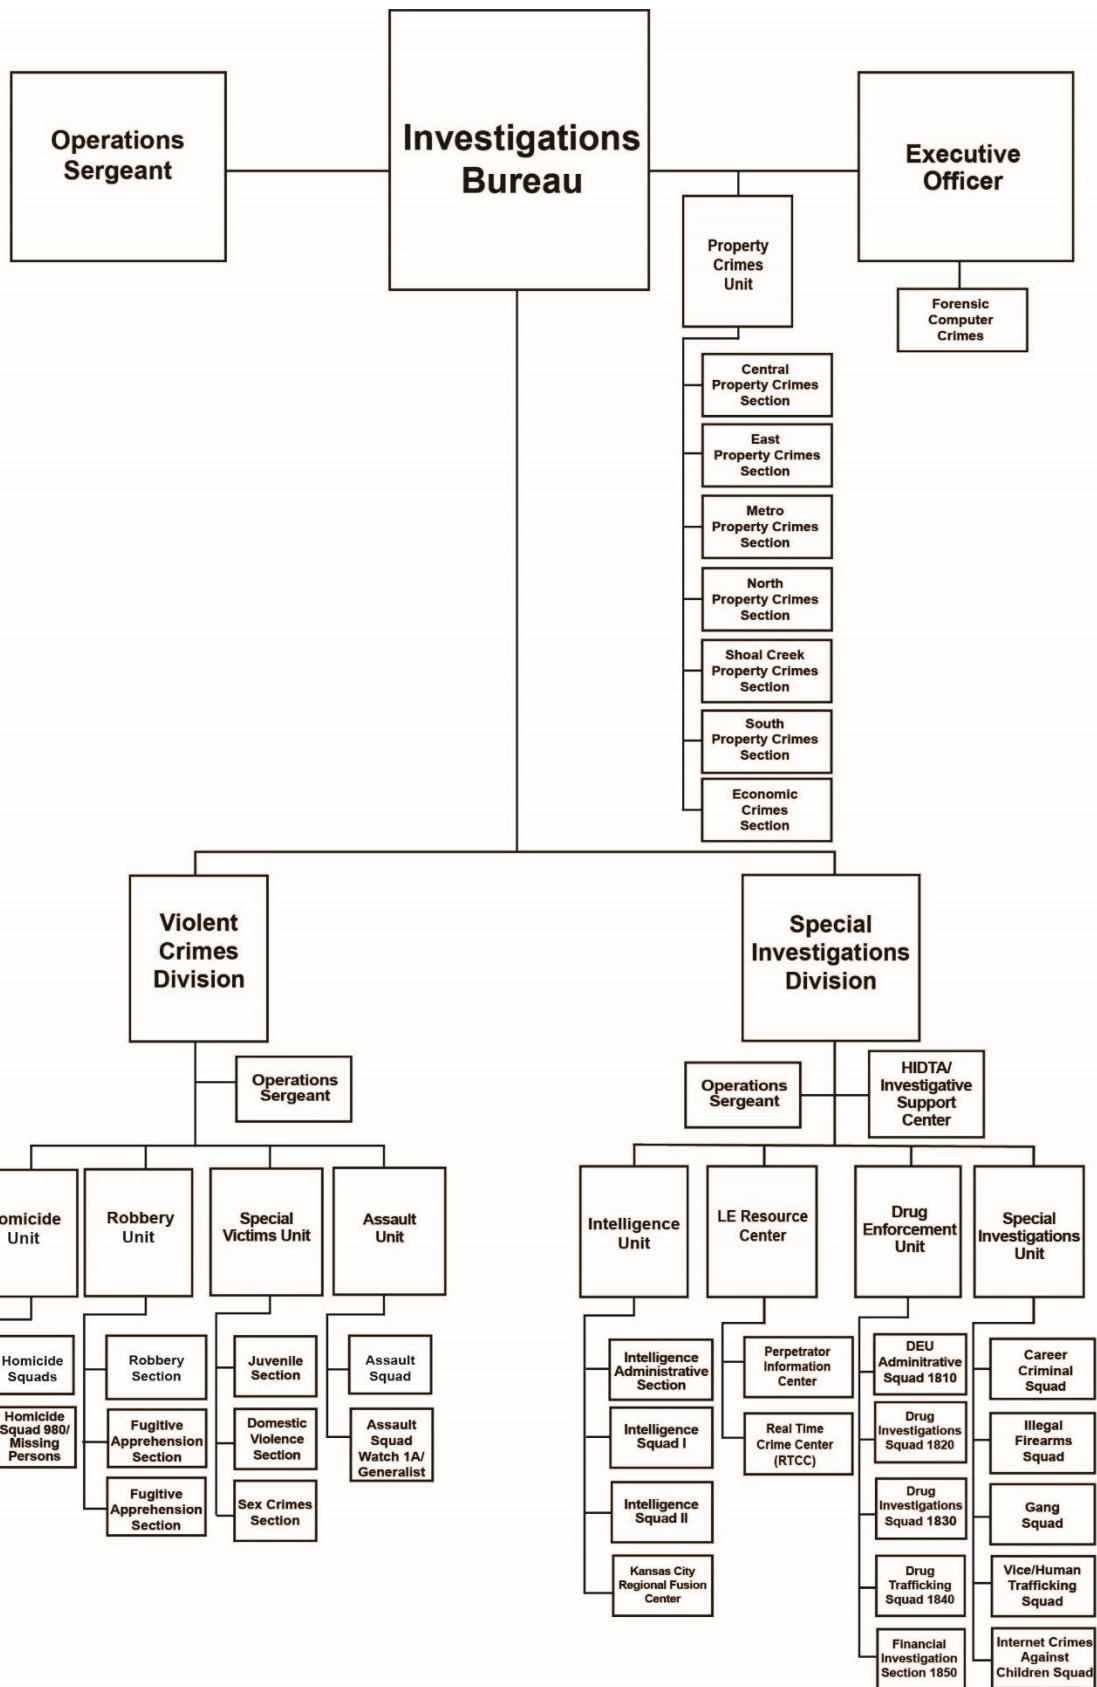 Operations
Sergeant
Investigations
Bureau
Executive
Officer
Property
Crimes
Unit
Forensic
Computer
Crimes
Central
Property Crimes
Section
East
Property Crimes
Section
Metro
Property Crimes
Section
North
Property Crimes
Section
Shoal Creek
Property Crimes
Section
South
Property Crimes
Section
Economic
Crimes
Section
Violent
Crimes
Division
Operations
Sergeant
omicide
Unit
Robbery
Unit
Special
Victims Unit
Assault
Unit
Homicide
Squads
Homicide
Squad 980/
Missing
Persons
Robbery
Section
Fugitive
Apprehension
Section
Fugitive
Apprehension
Section
Juvenile
Section
Domestic
Violence
Section
Sex Crimes
Section
Assault
Squad
Assault
Squad
Watch 1A/
Generalist
Special
Investigations
Division
Operations
Sergeant
HIDTA/
Investigative
Support
Center
Intelligence
Unit
LE Resource
Center
Drug
Enforcement
Unit
Special
Investigations
Unit
Intelligence
Administrative
Section
Intelligence
Squad I
Intelligence
Squad II
Kansas City
Regional Fusion
Center
Perpetrator
Information
Center
Real Time
Crime Center
(RTCC)
DEU
Adminitrative
Squad 1810
Drug
Investigations
Squad 1820
Drug
Investigations
Squad 1830
Drug
Trafficking
Squad 1840
Financial
Investigation
Section 1850
Career
Criminal
Squad
Illegal
Firearms
Squad
Gang
Squad
Vice/Human
Trafficking
Squad
Internet Crimes
Against
Children Squad